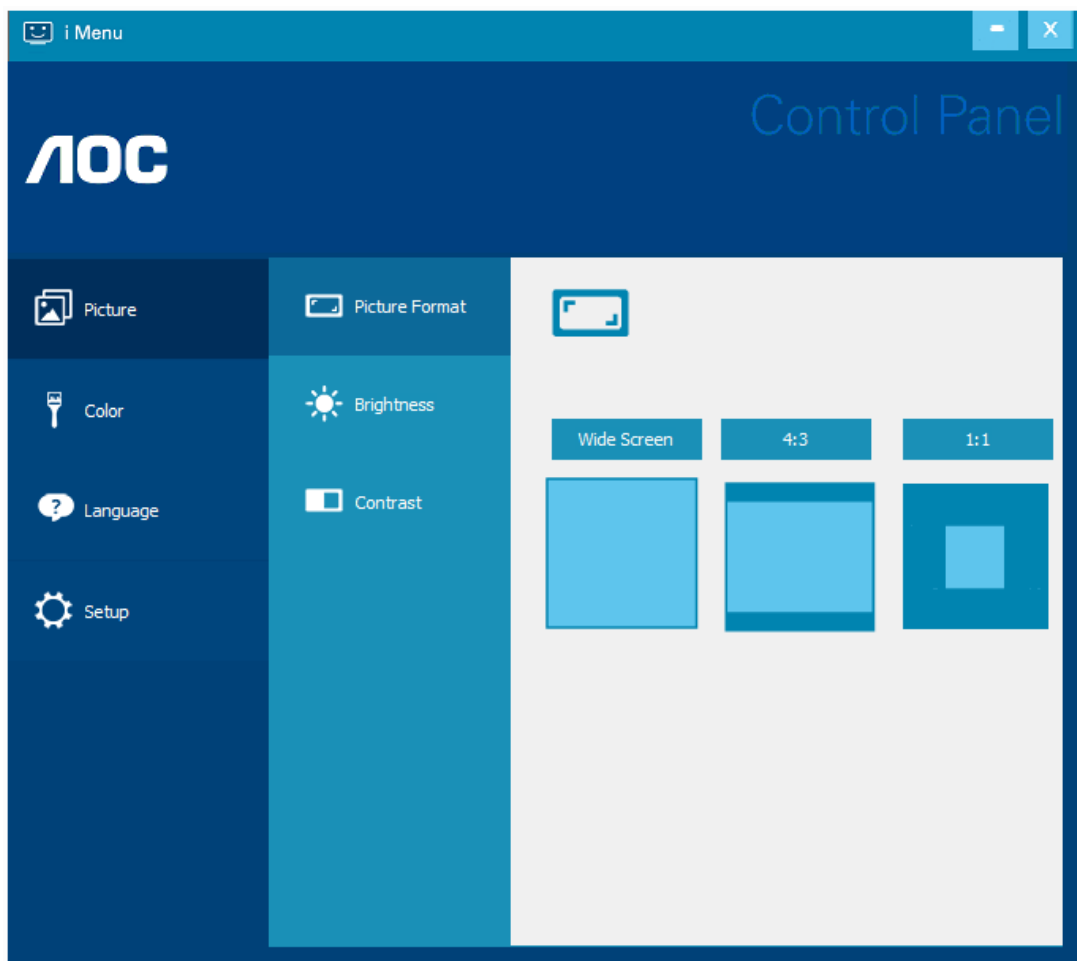 i Menu
- X
Control Panel
AOC
Picture
Color
Language
Setup
Picture Format
Brightness
Contrast
Wide Screen
4:3
1:1